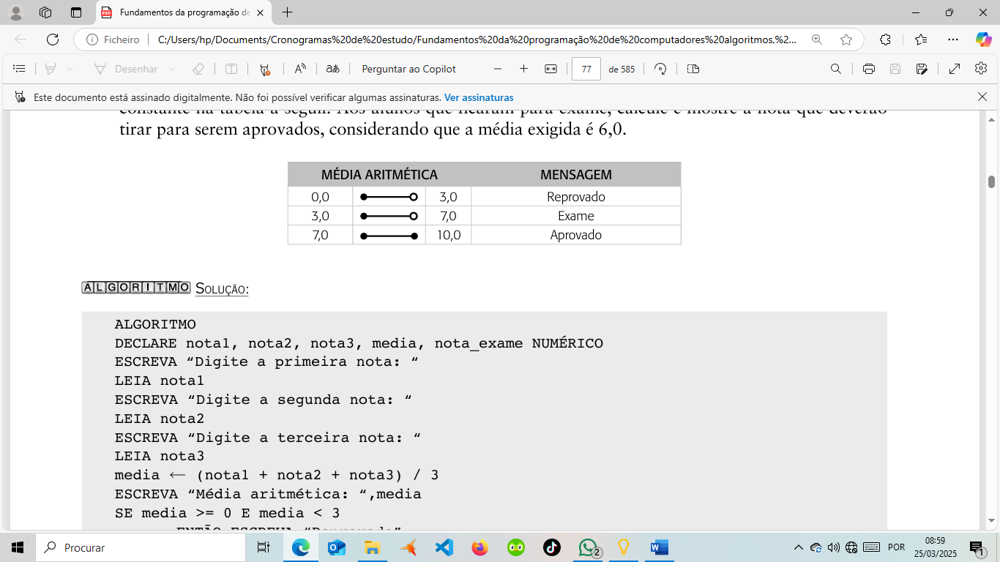 Fundamentos da programação de
Ficheiro
C:/Users/hp/Documents/Cronogramas%20de%20estudo/Fundamentos%20da%20programação%20de%20computadores%20algoritmos,%2...
Desenhar
Perguntar ao Copilot
77
de 585
Este documento está assinado digitalmente. Não foi possível verificar algumas assinaturas. Ver assinaturas
constante na tabela a seguir. Aos alunos que ficaram para exame, calcule e mostre a nota que deverão
tirar para serem aprovados, considerando que a média exigida é 6,0.
MÉDIA ARITMÉTICA MENSAGEM
0,0 3,0 Reprovado
3,0 7,0 Exame
7,0 10,0 Aprovado
ALGORITMO SOLUÇÃO:
ALGORITMO
DECLARE nota1, nota2, nota3, media, nota_exame NUMÉRICO
ESCREVA “Digite a primeira nota: “
LEIA nota1
ESCREVA “Digite a segunda nota: “
LEIA nota2
ESCREVA “Digite a terceira nota: “
LEIA nota3
media ← (nota1 + nota2 + nota3) / 3
ESCREVA “Média aritmética: “,media
SE media >= 0 E media < 3
ENTÃO ESCREVA “Reprovado”
Procurar
2
POR
08:59
25/03/2025
1